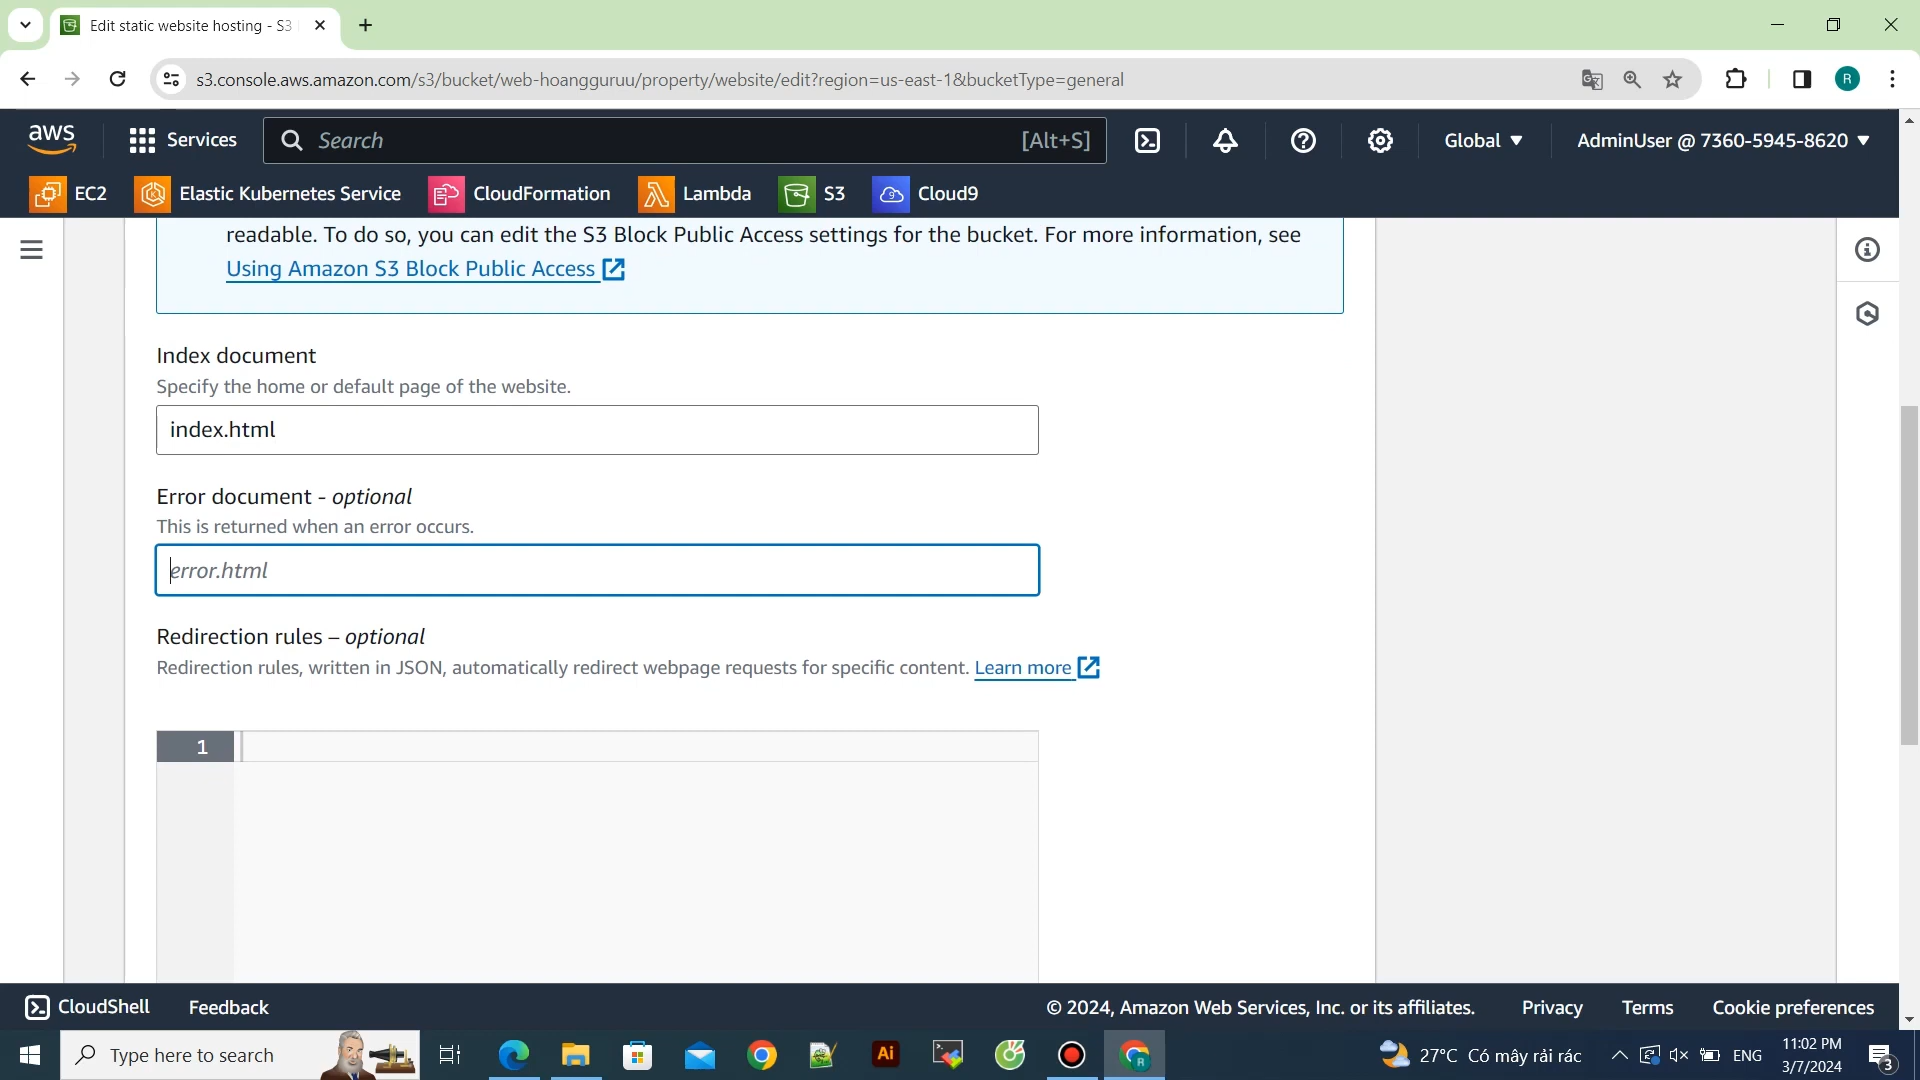 Edit static website hosting - S3
s3.console.aws.amazon.com/s3/bucket/web-hoangguruu/property/website/edit?region=us-east-1&bucketType=general
R
aws
Services
Search
[Alt+S]
Global
AdminUser @ 7360-5945-8620
EC2
Elastic Kubernetes Service
CloudFormation
Lambda
S3
Cloud9
readable. To do so, you can edit the S3 Block Public Access settings for the bucket. For more information, see
Using Amazon S3 Block Public Access
Index document
Specify the home or default page of the website.
index.html
Error document - optional
This is returned when an error occurs.
error.html
Redirection rules – optional
Redirection rules, written in JSON, automatically redirect webpage requests for specific content. Learn more
1
CloudShell
Feedback
© 2024, Amazon Web Services, Inc. or its affiliates.
Privacy
Terms
Cookie preferences
Type here to search
Ai
R
27°C Có mây rải rác
ENG
11:02 PM
3/7/2024
3